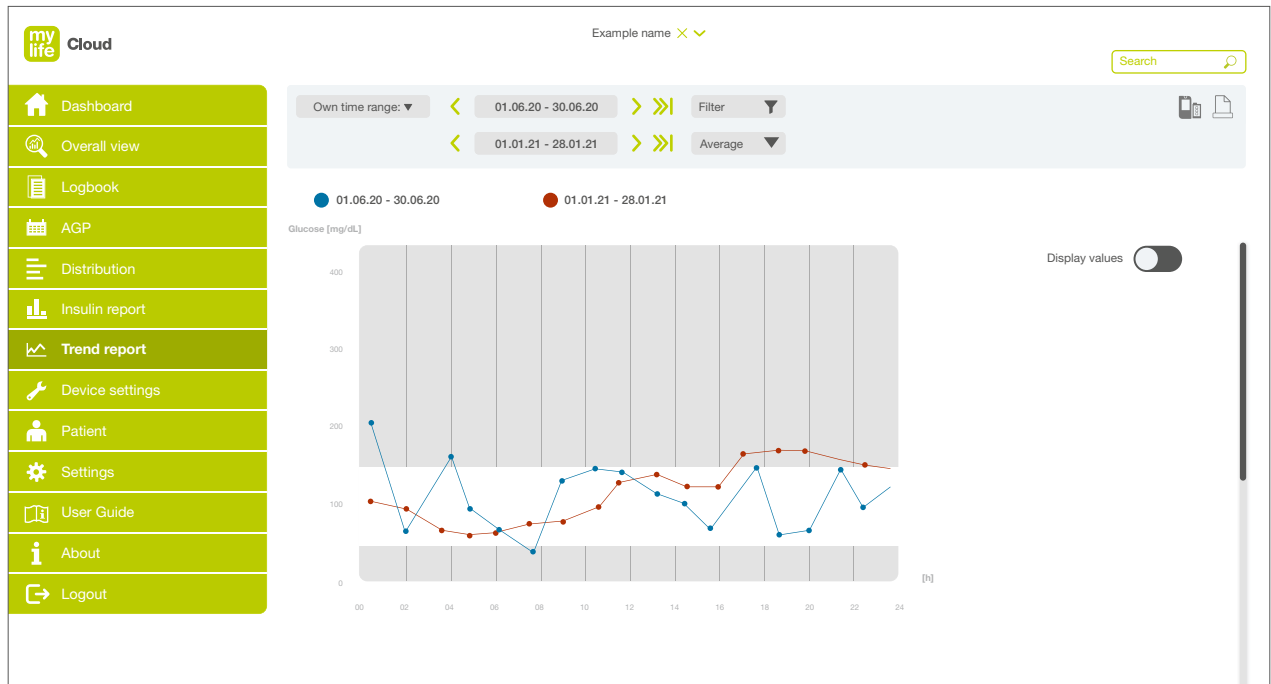 my
life
Cloud
Example name
Search
Dashboard
Overall view
Logbook
AGP
Distribution
Insulin report
Trend report
Device settings
Patient
Settings
User Guide
About
Logout
Own time range:
01.06.20 - 30.06.20
Filter
01.01.21 - 28.01.21
Average
01.06.20 - 30.06.20
01.01.21 - 28.01.21
Glucose [mg/dL]
Display values
400
300
200
100
0
[h]
00 02 04 06 08 10 12 14 16 18 20 22 24